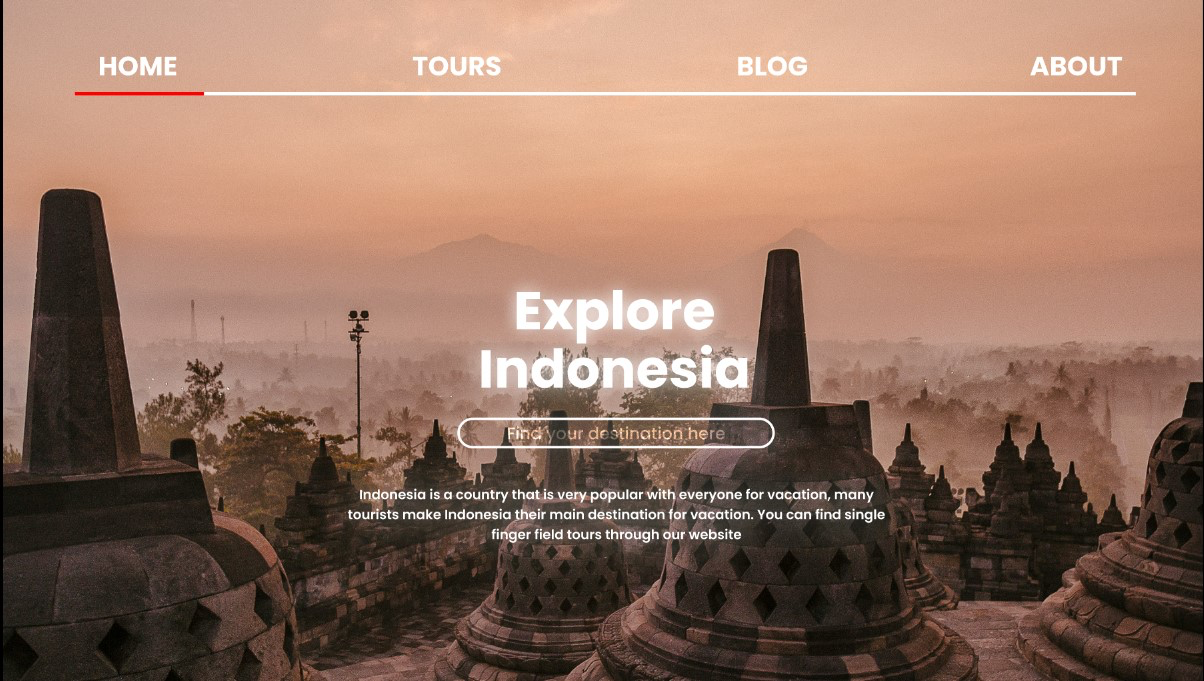 HOME TOURS BLOG ABOUT
Explore
Indonesia
Find your destination here
Indonesia is a country that is very popular with everyone for vacation, many
tourists make Indonesia their main destination for vacation. You can find single
finger field tours through our website